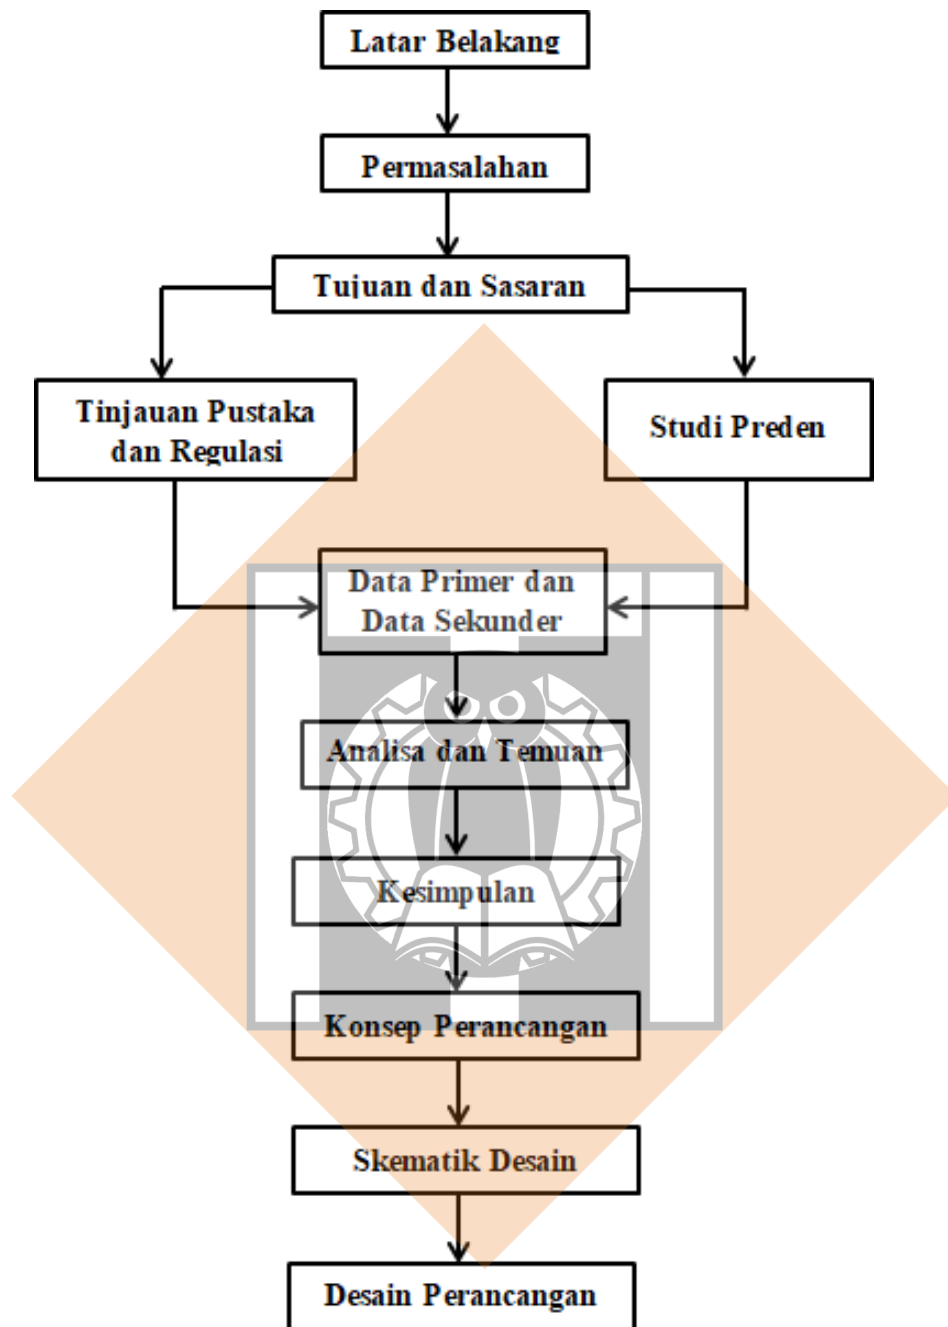 Latar Belakang
Permasalahan
Tujuan dan Sasaran
Tinjauan Pustaka
dan Regulasi
Studi Preden
Data Primer dan
Data Sekunder
Analisa dan Temuan
Kesimpulan
Konsep Perancangan
Skematik Desain
Desain Perancangan